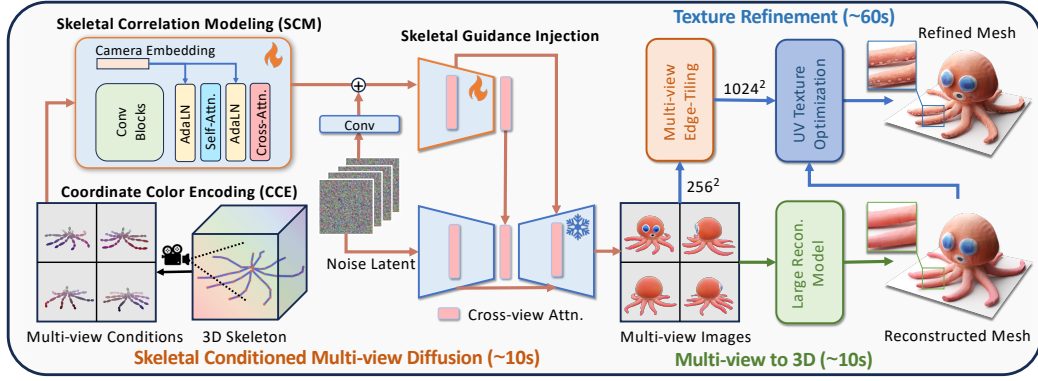 Skeletal Correlation Modeling (SCM)
Camera Embedding
Conv
Blocks
AdaLN
Self-Attn.
AdaLN
Cross-Attn.
Coordinate Color Encoding (CCE)
Multi-view Conditions
3D Skeleton
Skeletal Conditioned Multi-view Diffusion (~10s)
Conv
Noise Latent
Skeletal Guidance Injection
Cross-view Attn.
Texture Refinement (~60s)
Multi-view
Edge-Tiling
1024²
UV Texture
Optimization
Refined Mesh
256²
Multi-view Images
Large Recon.
Model
Reconstructed Mesh
Multi-view to 3D (~10s)